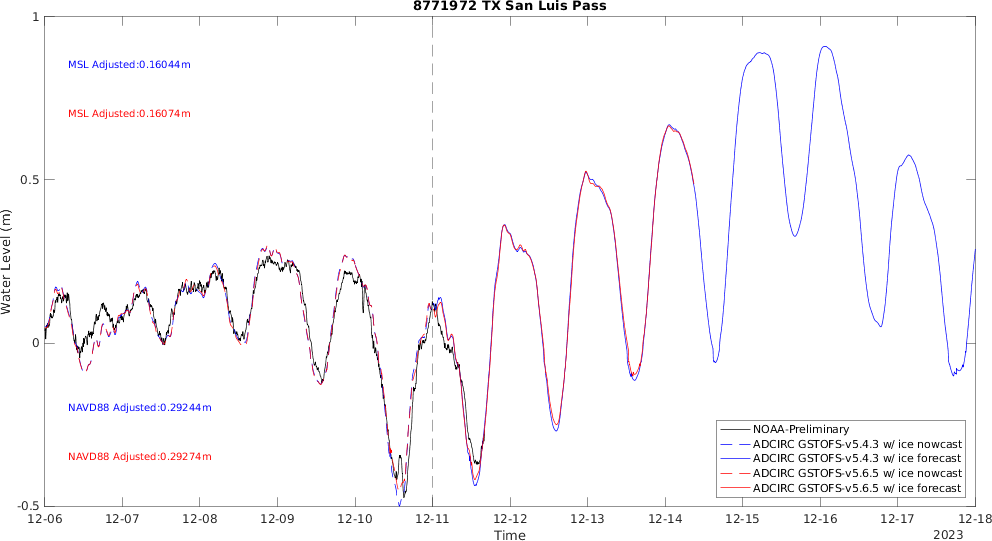 8771972 TX San Luis Pass
1
MSL Adjusted:0.16044m
MSL Adjusted:0.16074m
0.5
Water Level (m)
0
NAVD88 Adjusted:0.29244m
NAVD88 Adjusted:0.29274m
NOAA-Preliminary
ADCIRC GSTOFS-v5.4.3 w/ ice nowcast
ADCIRC GSTOFS-v5.4.3 w/ ice forecast
ADCIRC GSTOFS-v5.6.5 w/ ice nowcast
ADCIRC GSTOFS-v5.6.5 w/ ice forecast
-0.5
12-06 12-07 12-08 12-09 12-10 12-11 12-12 12-13 12-14 12-15 12-16 12-17 12-18
Time
2023